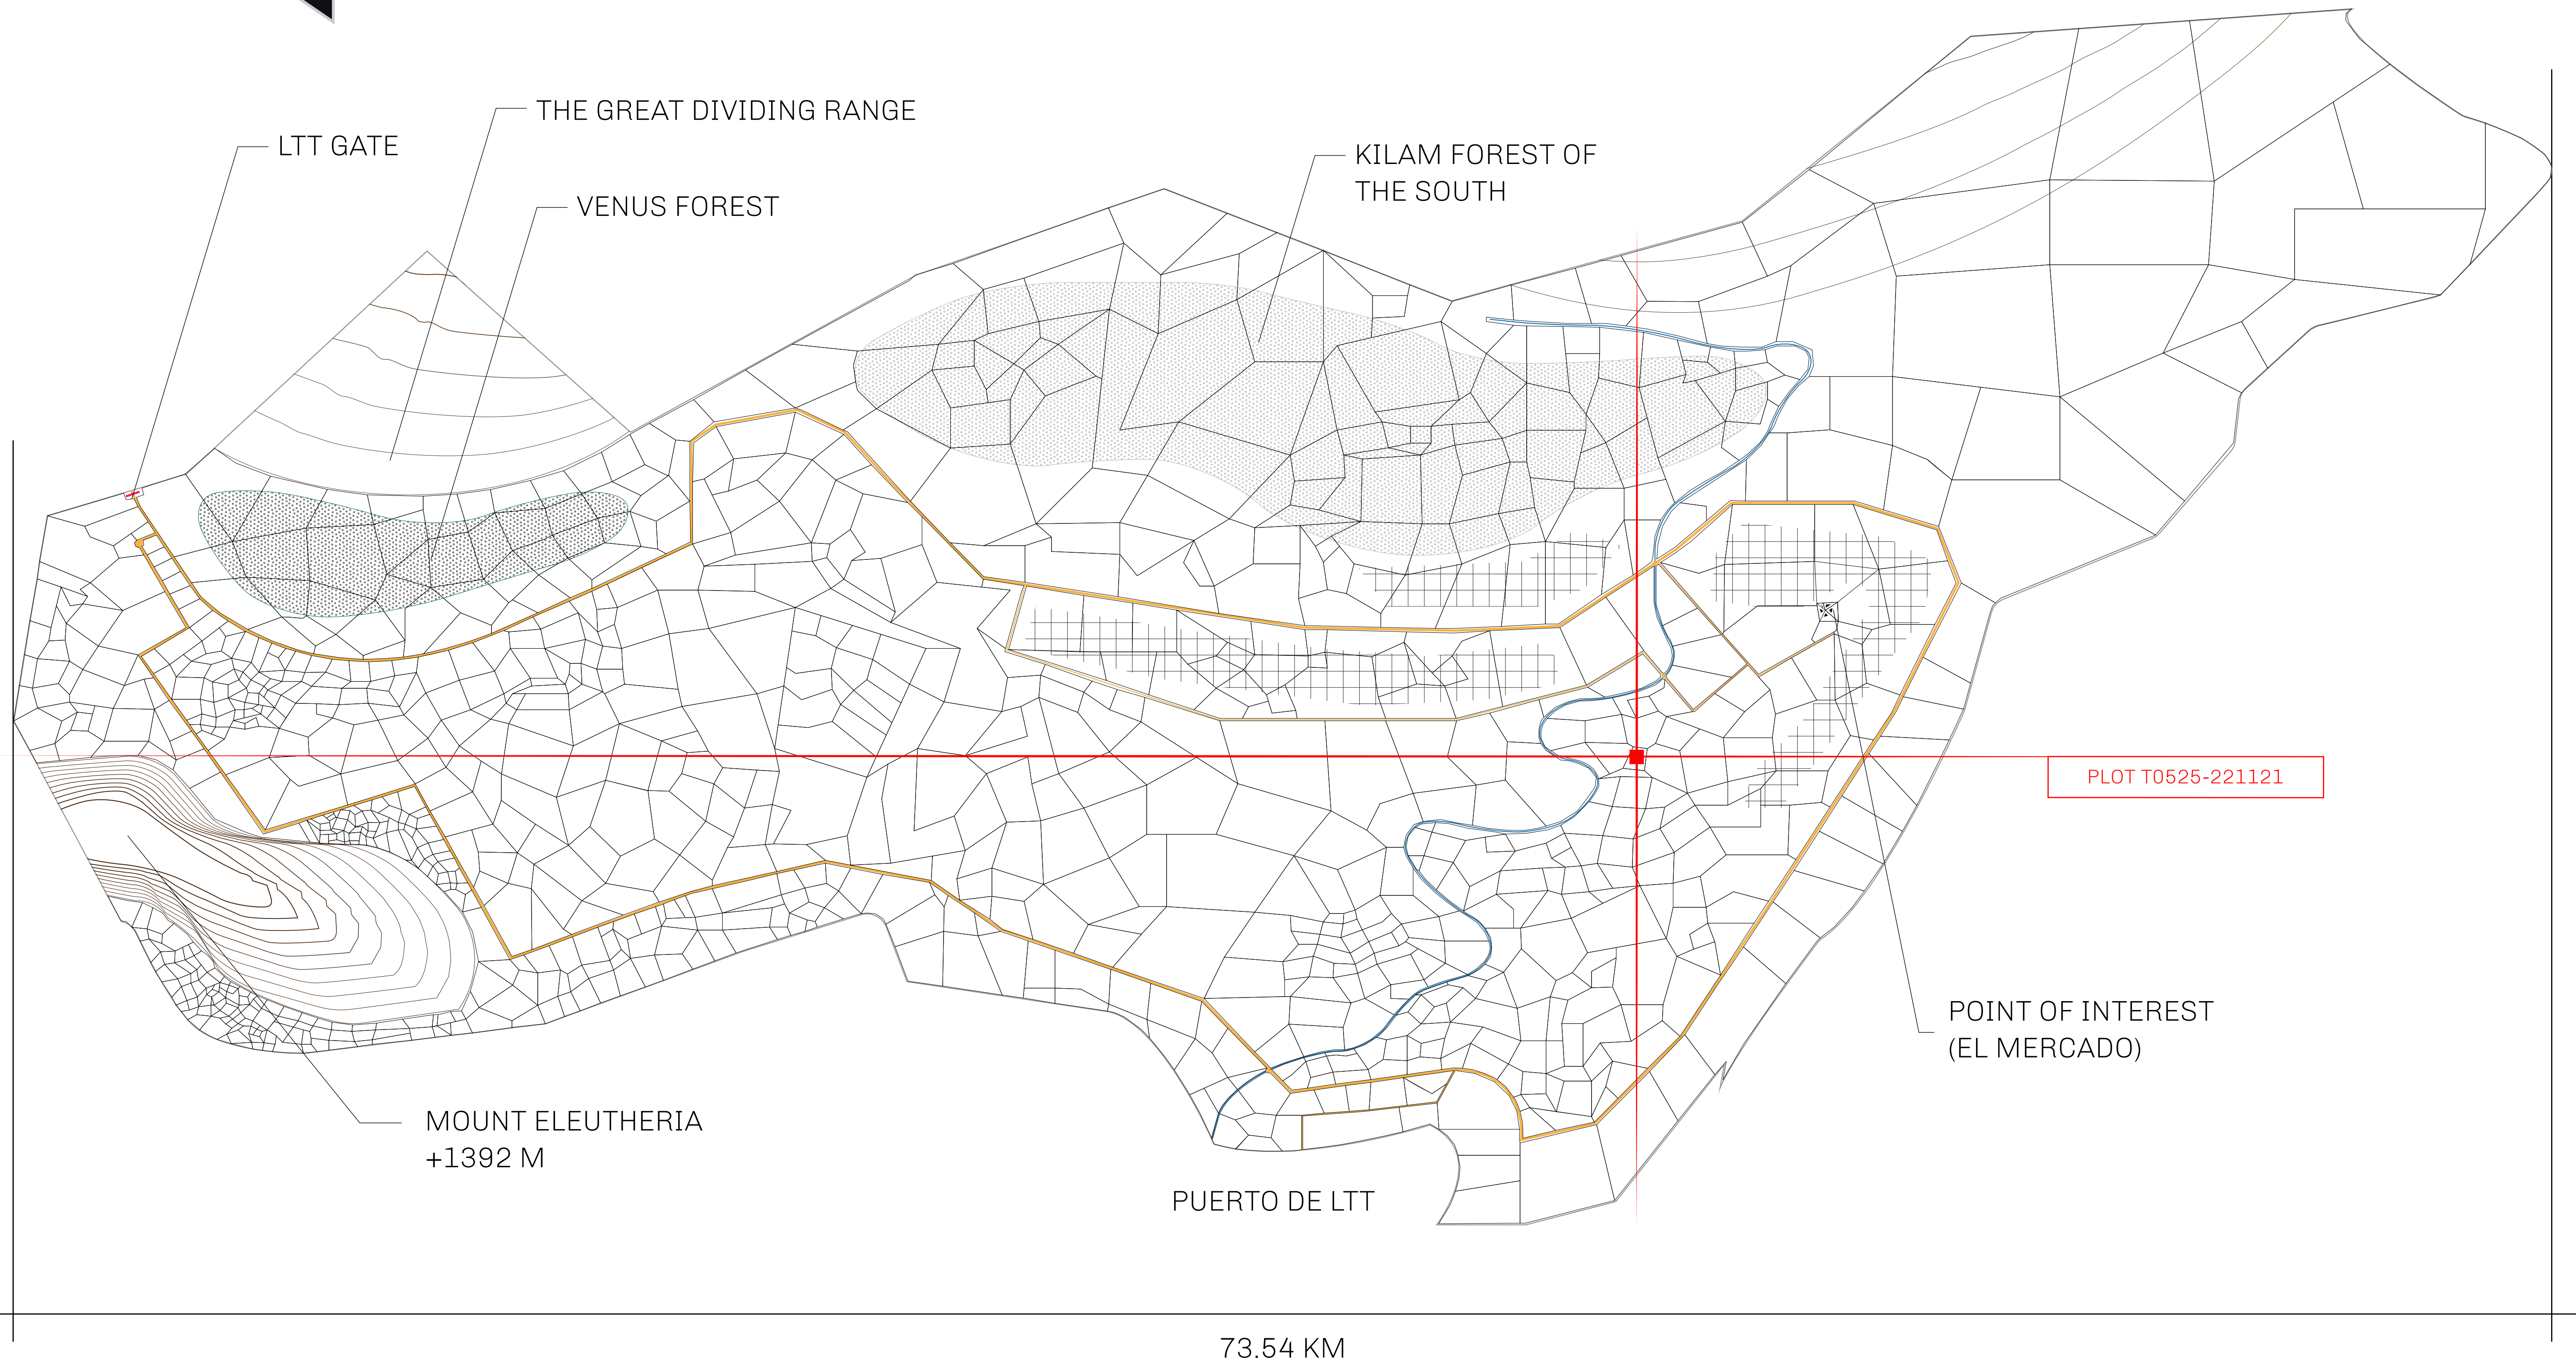 THE GREAT DIVIDING RANGE
LTT GATE
KILAM FOREST OF
THE SOUTH
VENUS FOREST
PLOT T0525-221121
POINT OF INTEREST
(EL MERCADO)
MOUNT ELEUTHERIA
+1392 M
PUERTO DE LTT
73.54 KM